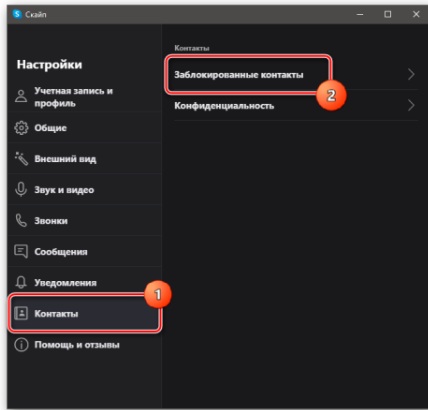 Скайп
Настройки
Учетная запись и
профиль
Общие
Внешний вид
Звук и видео
Звонки
Сообщения
Уведомления
1
Контакты
Помощь и отзывы
Контакты
Заблокированные контакты
2
Конфиденциальность